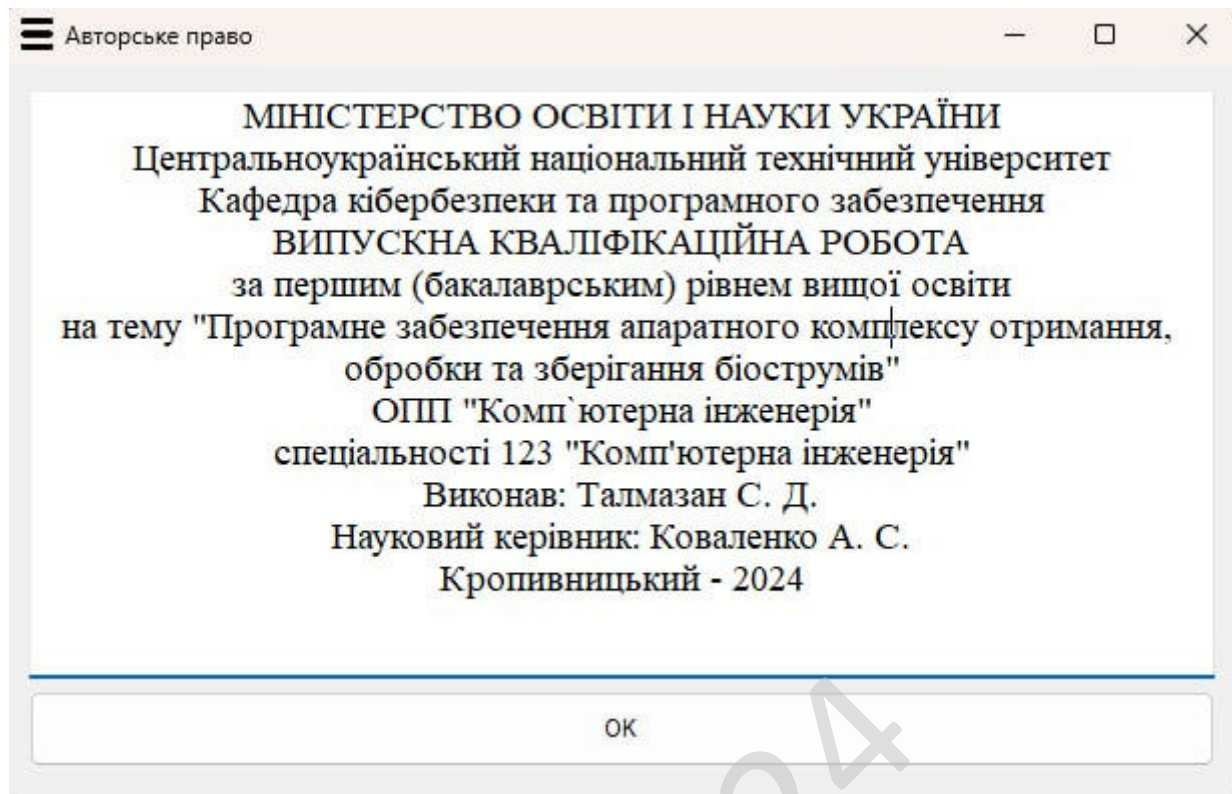 Авторське право
МІНІСТЕРСТВО ОСВІТИ І НАУКИ УКРАЇНИ
Центральноукраїнський національний технічний університет
Кафедра кібербезпеки та програмного забезпечення
ВИПУСКНА КВАЛІФІКАЦІЙНА РОБОТА
за першим (бакалаврським) рівнем вищої освіти
на тему "Програмне забезпечення апаратного комплексу отримання,
обробки та зберігання біострумів"
ОПП "Комп`ютерна інженерія"
спеціальності 123 "Комп'ютерна інженерія"
Виконав: Талмазан С. Д.
Науковий керівник: Коваленко А. С.
Кропивницький - 2024
ОК